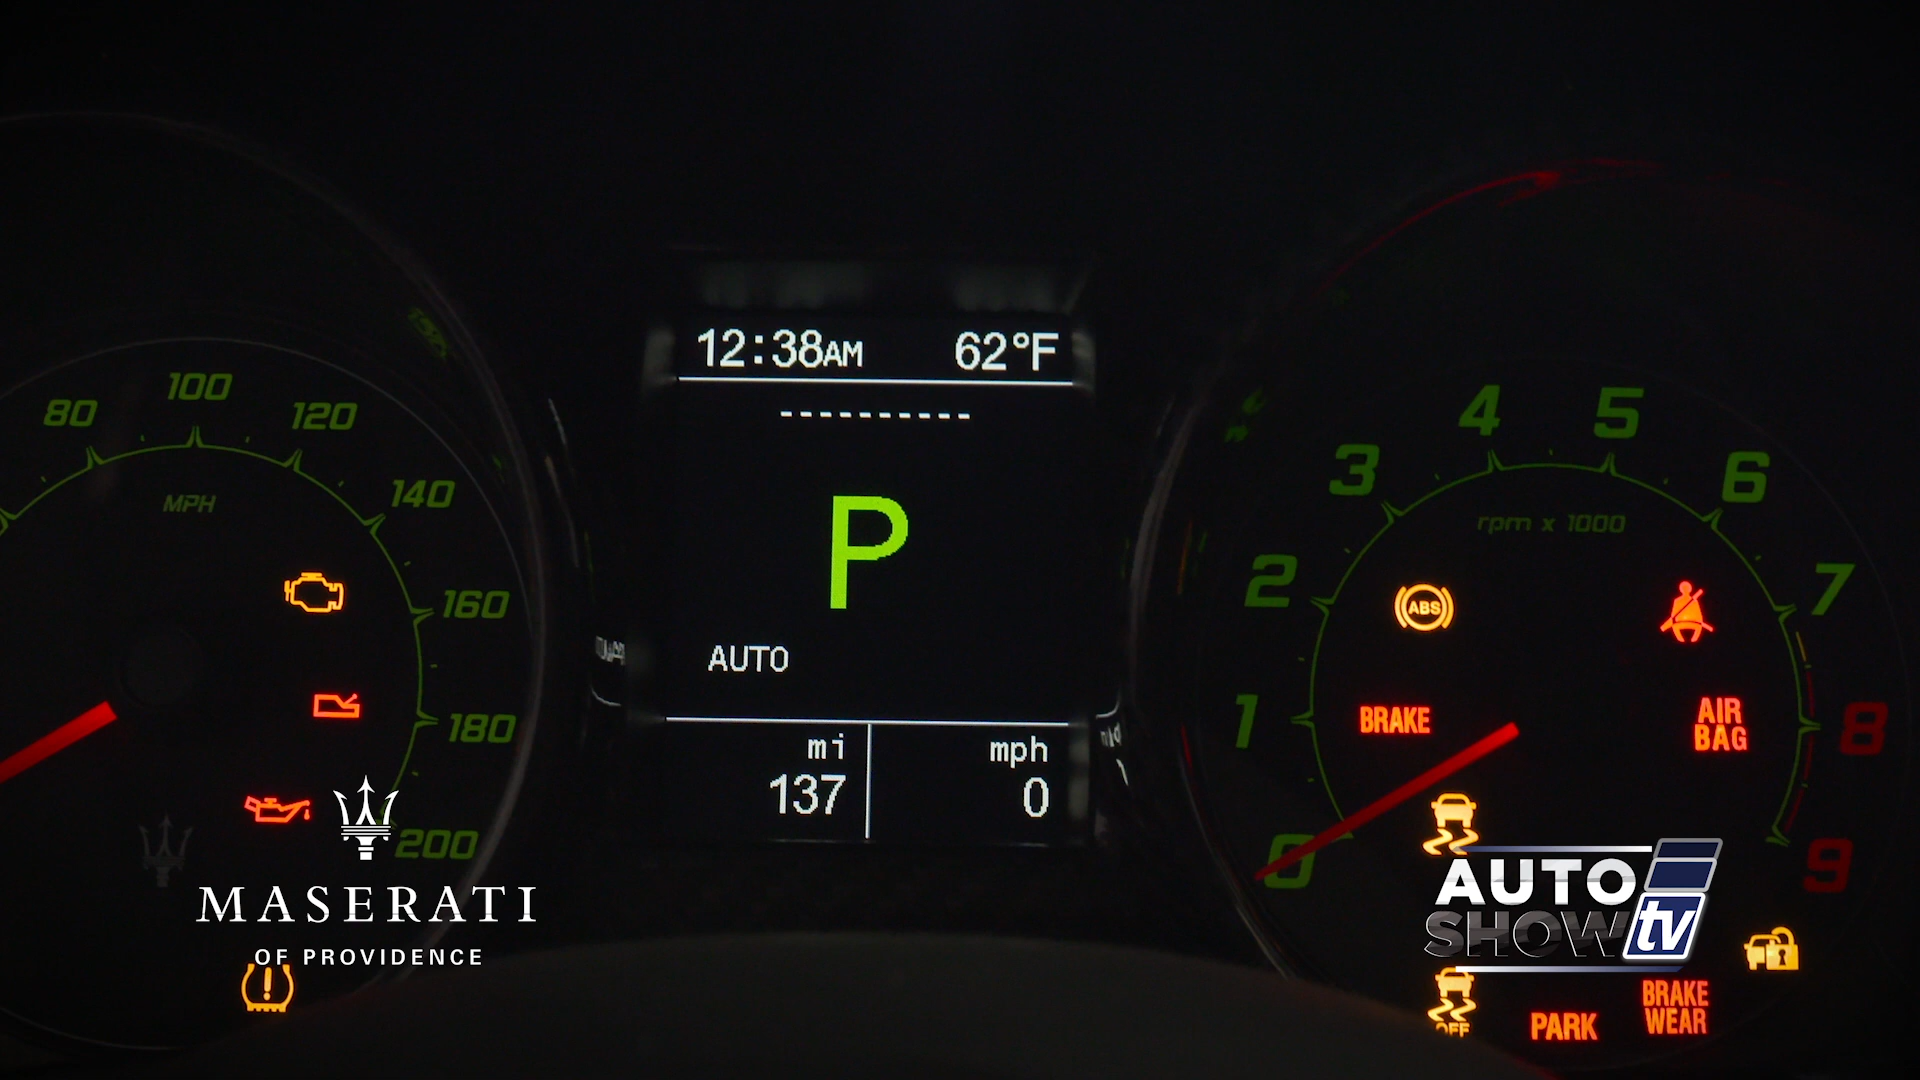 12:38AM 62°F
----------
P
AUTO
mi
137
mph
0
80
100
120
140
160
180
200
MPH
0
1
2
3
4
5
6
7
8
9
rpm x 1000
ABS
BRAKE
AIR
BAG
OFF
PARK
BRAKE
WEAR
MASERATI
OF PROVIDENCE
AUTO
SHOW tv